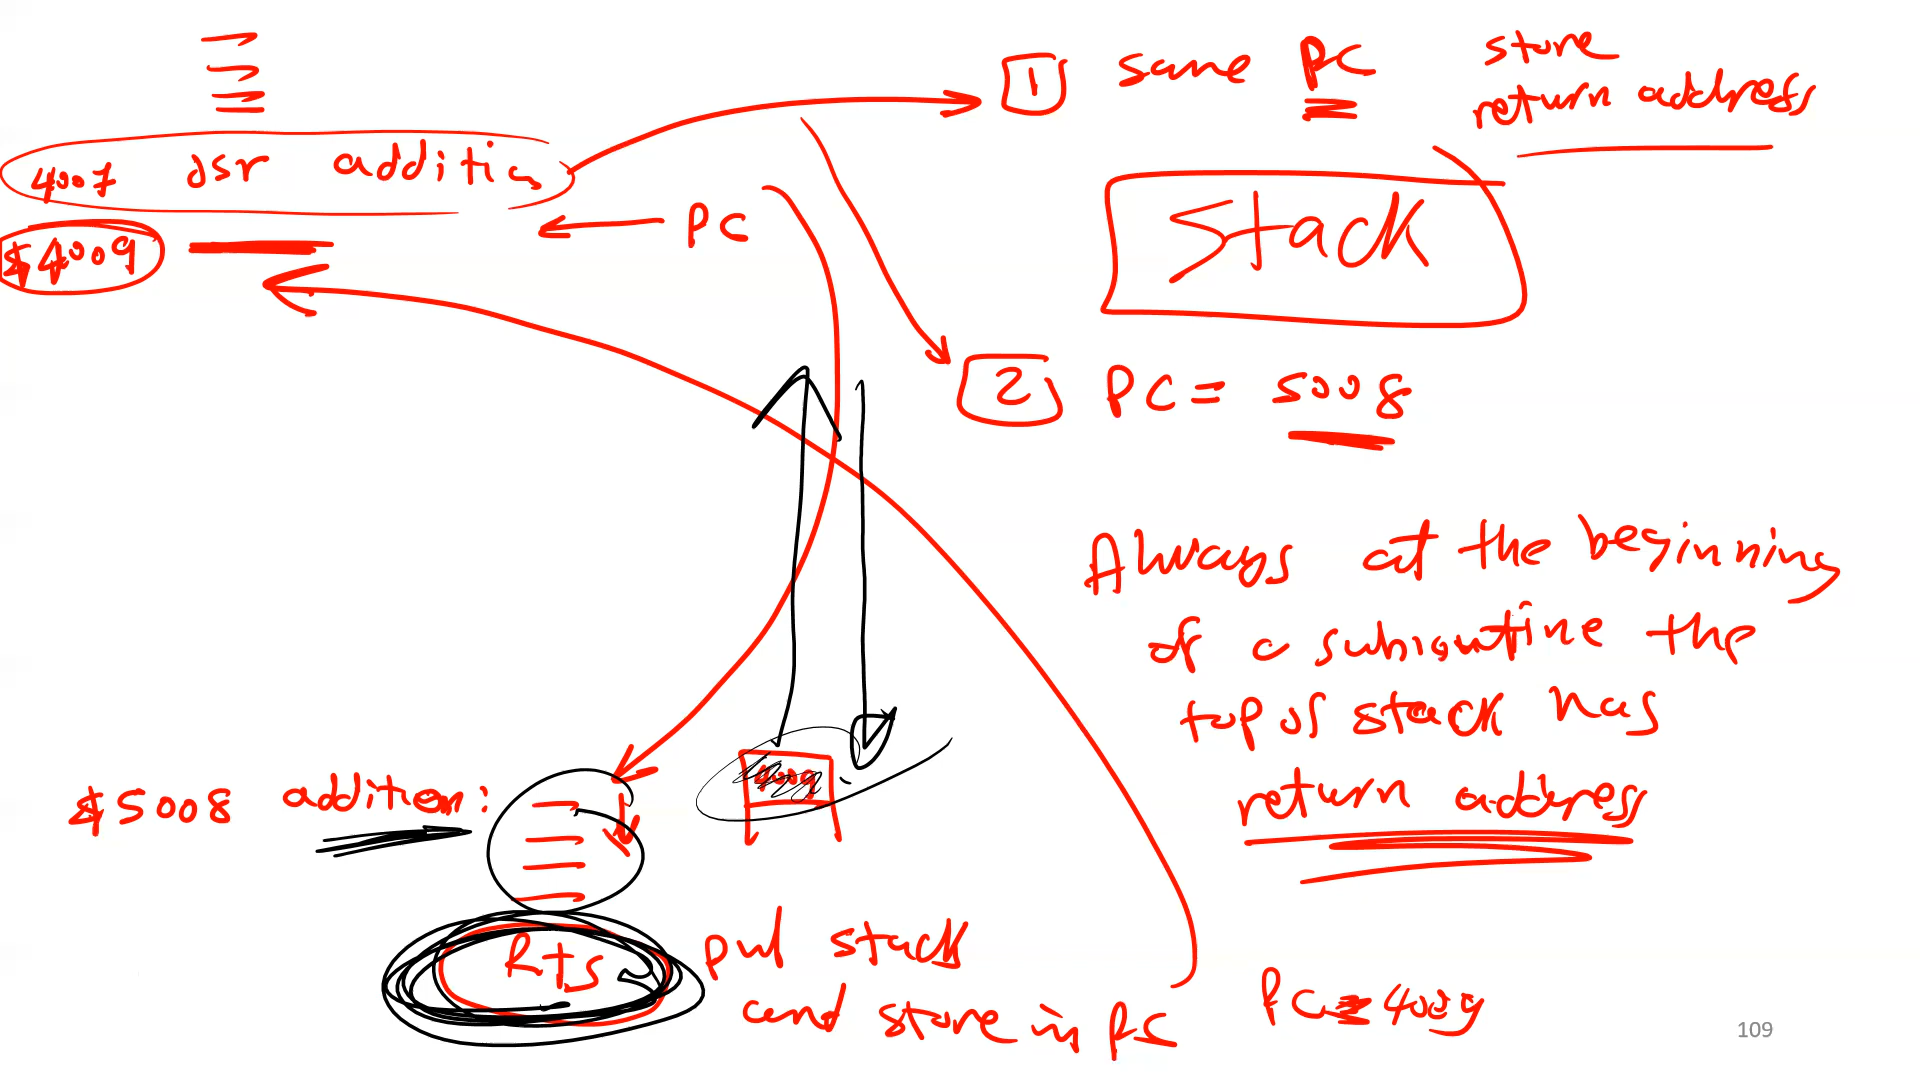 1 same PC
store
return address
4007 Jsr addition
$4009
PC
Stack
2 PC = 5008
Always at the beginning
of a subroutine the
top of stack has
return address
4009
$5008 addition:
Rts
pul stack
and store in PC
PC = 4009
109